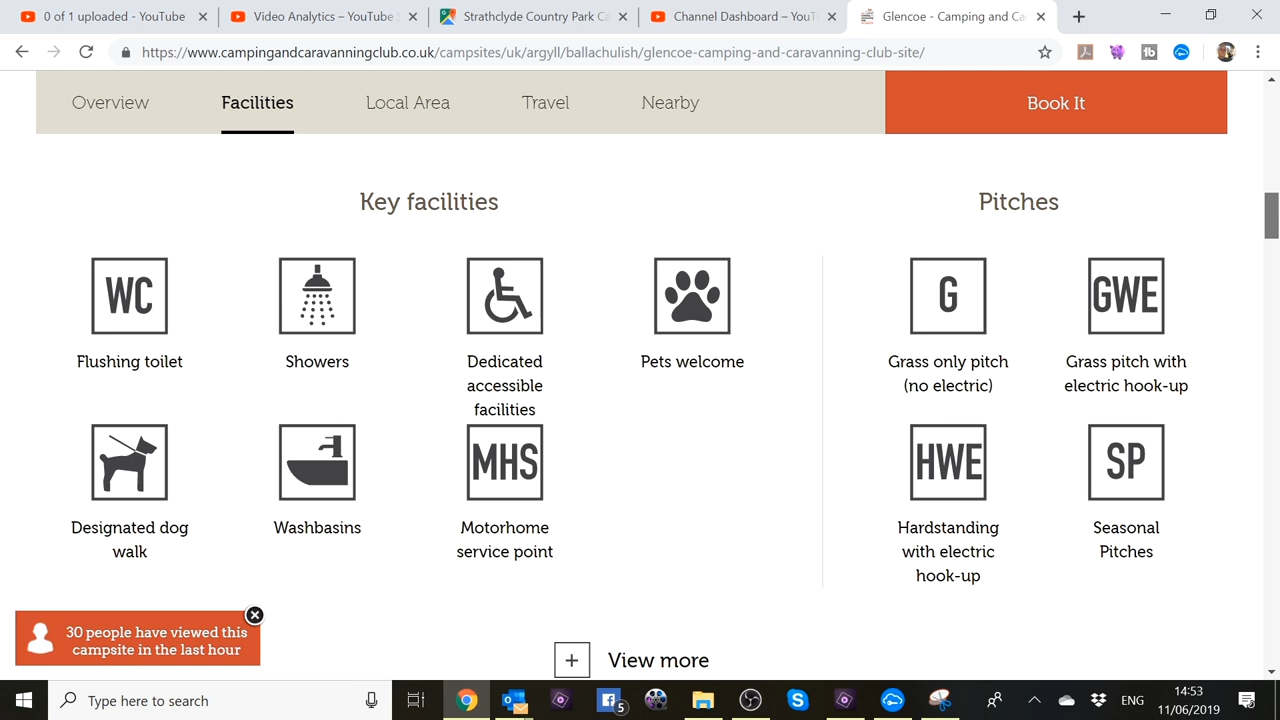 0 of 1 uploaded - YouTube
Video Analytics – YouTube S
Strathclyde Country Park Ca
Channel Dashboard – YouT
Glencoe - Camping and Ca
https://www.campingandcaravanningclub.co.uk/campsites/uk/argyll/ballachulish/glencoe-camping-and-caravanning-club-site/
Overview
Facilities
Local Area
Travel
Nearby
Book It
Key facilities
Pitches
WC
G
GWE
Flushing toilet
Showers
Dedicated
accessible
facilities
Pets welcome
Grass only pitch
(no electric)
Grass pitch with
electric hook-up
MHS
HWE
SP
Designated dog
walk
Washbasins
Motorhome
service point
Hardstanding
with electric
hook-up
Seasonal
Pitches
30 people have viewed this
campsite in the last hour
+ View more
Type here to search
5
ENG
14:53
11/06/2019